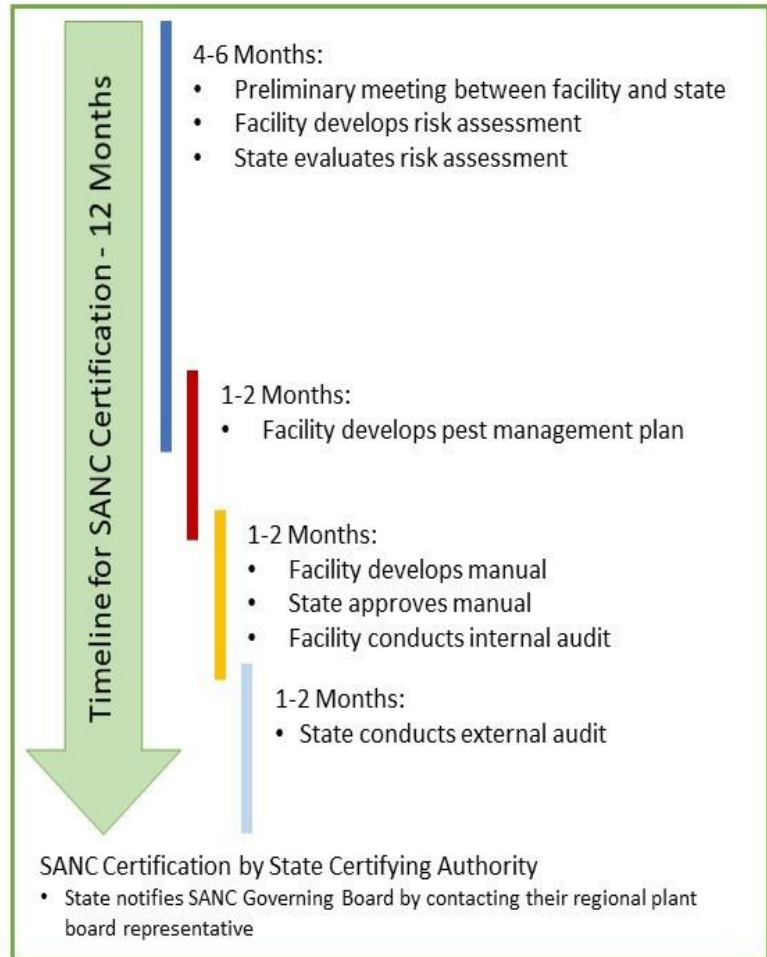 Timeline for SANC Certification - 12 Months
4-6 Months:
• Preliminary meeting between facility and state
• Facility develops risk assessment
• State evaluates risk assessment
1-2 Months:
• Facility develops pest management plan
1-2 Months:
• Facility develops manual
• State approves manual
• Facility conducts internal audit
1-2 Months:
• State conducts external audit
SANC Certification by State Certifying Authority
• State notifies SANC Governing Board by contacting their regional plant
board representative